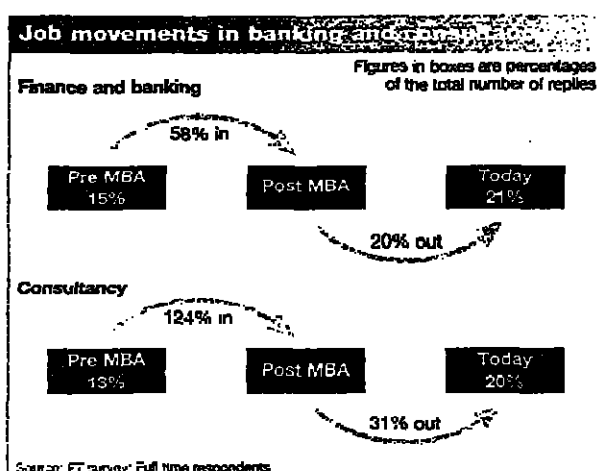 Job movements in banking and
Figures in boxes are percentages
of the total number of replies
Finance and banking
58% in
Pre MBA
15%
Post MBA
Today
21%
20% out
Consultancy
124% in
Pre MBA
13%
Post MBA
Today
20%
31% out
Source: FT survey: Full time respondents